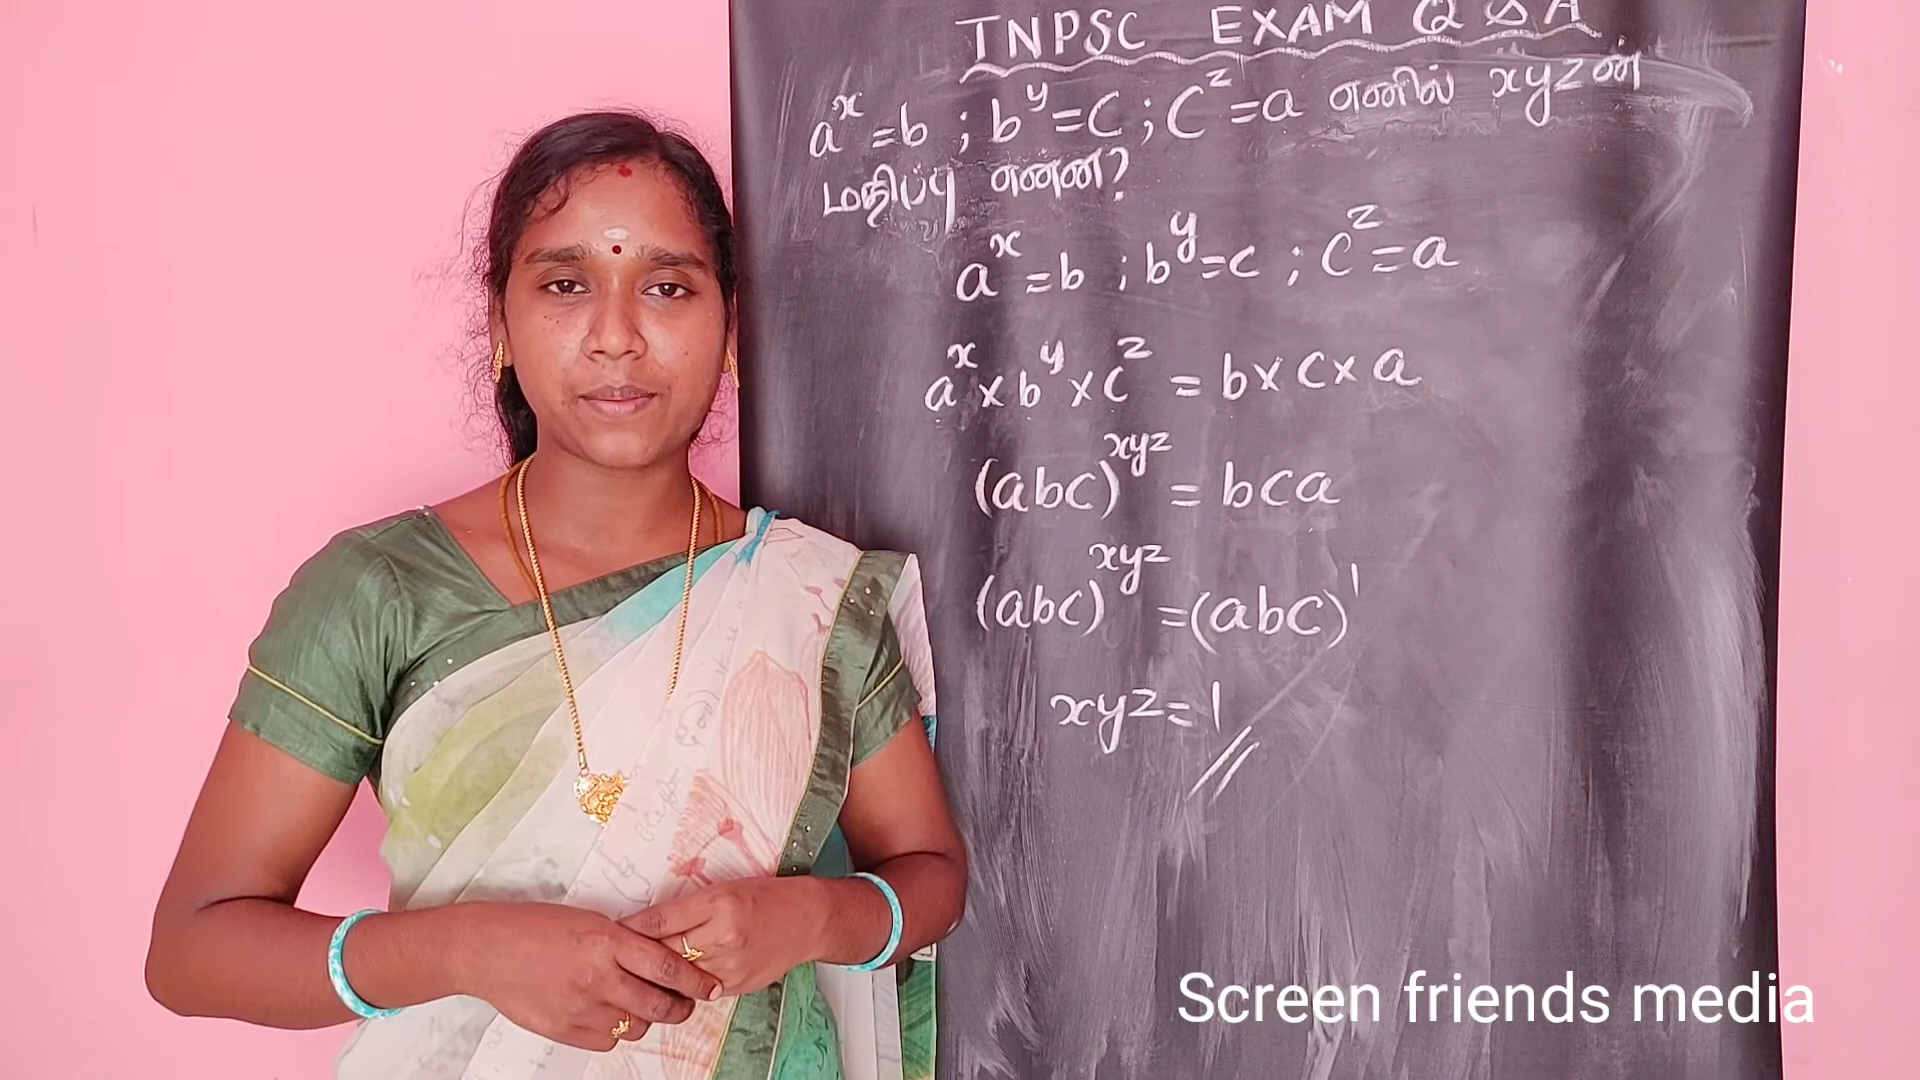 TNPSC EXAM Q & A
a^x = b ; b^y = c ; c^z = a எனில் xyz ன்
மதிப்பு என்ன?
a^x = b ; b^y = c ; c^z = a
a^x × b^y × c^z = b × c × a
(abc)^xyz = bca
(abc)^xyz = (abc)^1
xyz = 1 //
Screen friends media